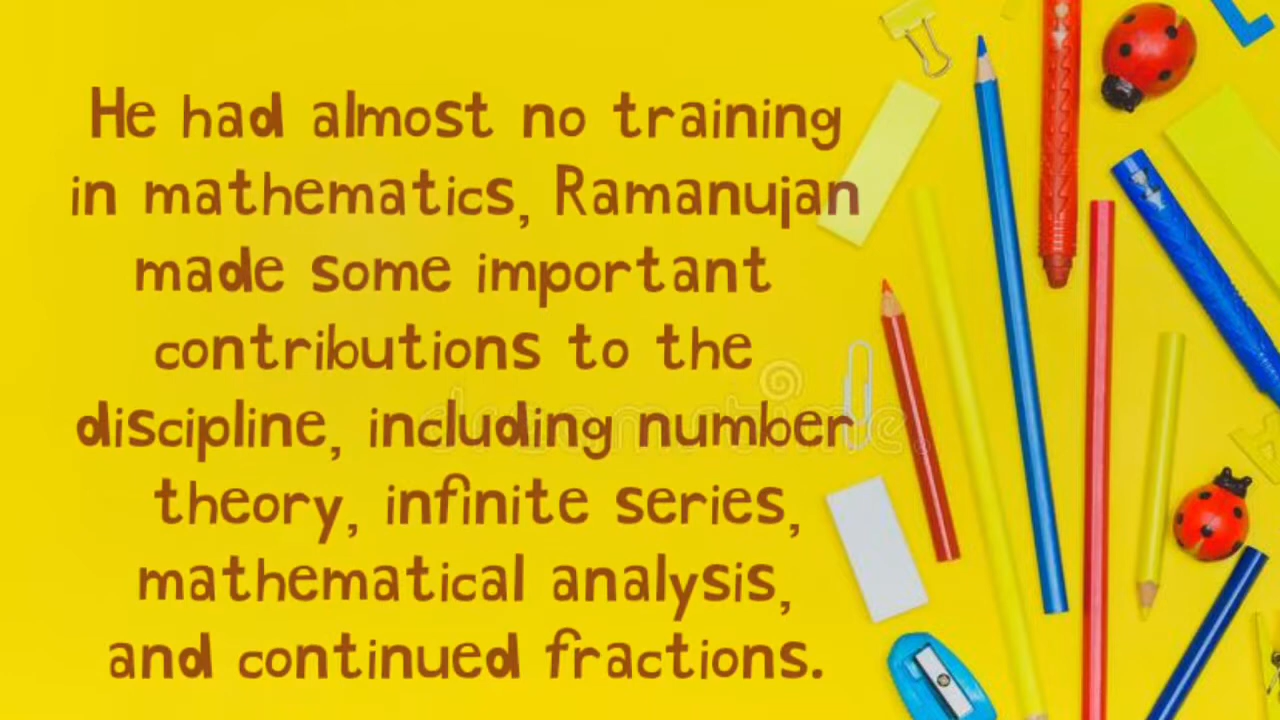 He had almost no training
in mathematics, Ramanujan
made some important
contributions to the
discipline, including number
theory, infinite series,
mathematical analysis,
and continued fractions.
dreamstime.